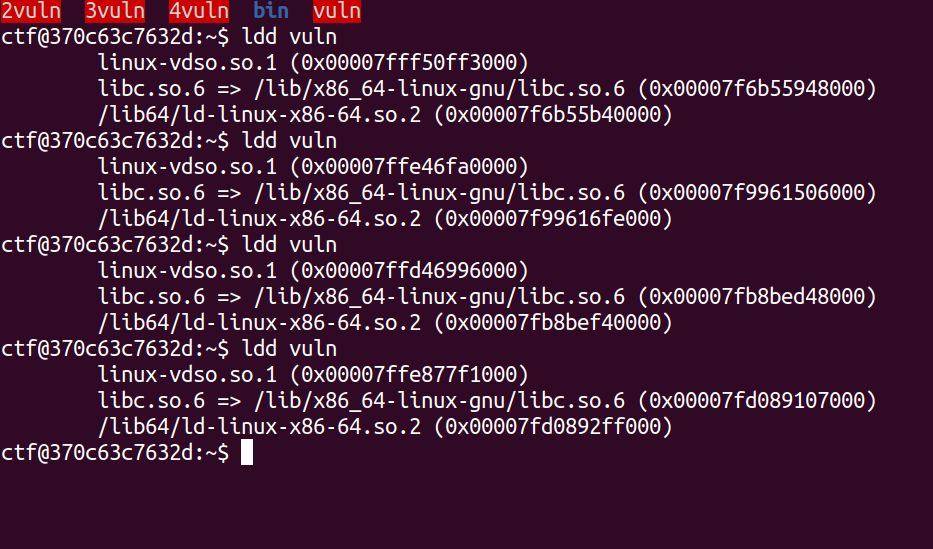 2vuln 3vuln 4vuln bin vuln
ctf@370c63c7632d:~$ ldd vuln
linux-vdso.so.1 (0x00007fff50ff3000)
libc.so.6 => /lib/x86_64-linux-gnu/libc.so.6 (0x00007f6b55948000)
/lib64/ld-linux-x86-64.so.2 (0x00007f6b55b40000)
ctf@370c63c7632d:~$ ldd vuln
linux-vdso.so.1 (0x00007ffe46fa0000)
libc.so.6 => /lib/x86_64-linux-gnu/libc.so.6 (0x00007f9961506000)
/lib64/ld-linux-x86-64.so.2 (0x00007f99616fe000)
ctf@370c63c7632d:~$ ldd vuln
linux-vdso.so.1 (0x00007ffd46996000)
libc.so.6 => /lib/x86_64-linux-gnu/libc.so.6 (0x00007fb8bed48000)
/lib64/ld-linux-x86-64.so.2 (0x00007fb8bef40000)
ctf@370c63c7632d:~$ ldd vuln
linux-vdso.so.1 (0x00007ffe877f1000)
libc.so.6 => /lib/x86_64-linux-gnu/libc.so.6 (0x00007fd089107000)
/lib64/ld-linux-x86-64.so.2 (0x00007fd0892ff000)
ctf@370c63c7632d:~$